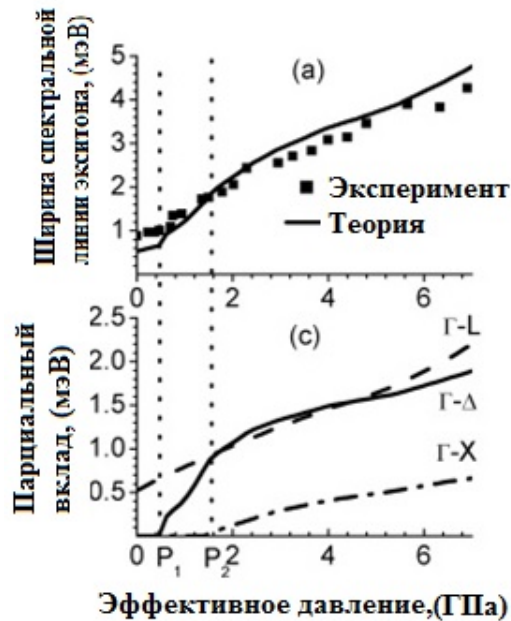 Ширина спектральной
линии экситона, (мэВ)
5
4
3
2
1
(a)
Эксперимент
Теория
0 2 4 6
Парциальный
вклад, (мэВ)
2.5
2.0
1.5
1.0
0.5
(c)
Γ-L
Γ-Δ
Γ-X
0 P1 P2 2 4 6
Эффективное давление,(ГПа)